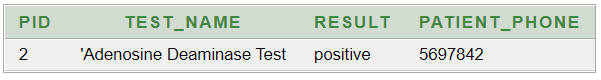 PID TEST_NAME RESULT PATIENT_PHONE
2 'Adenosine Deaminase Test positive 5697842